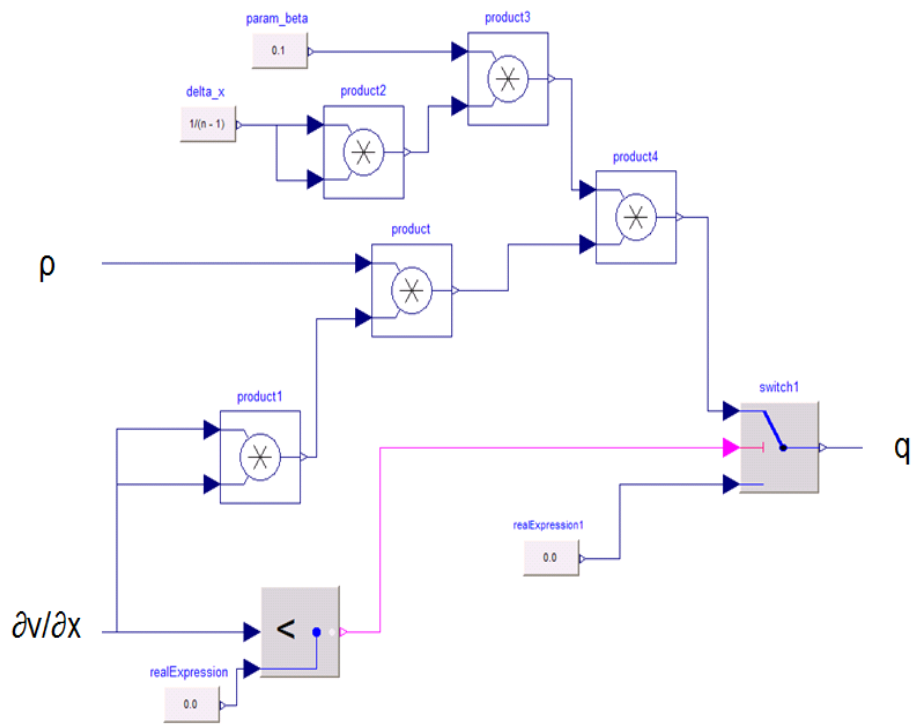 param_beta
0.1
product3
delta_x
1/(n - 1)
product2
product4
product
ρ
product1
switch1
q
realExpression1
0.0
∂v/∂x
<
realExpression
0.0